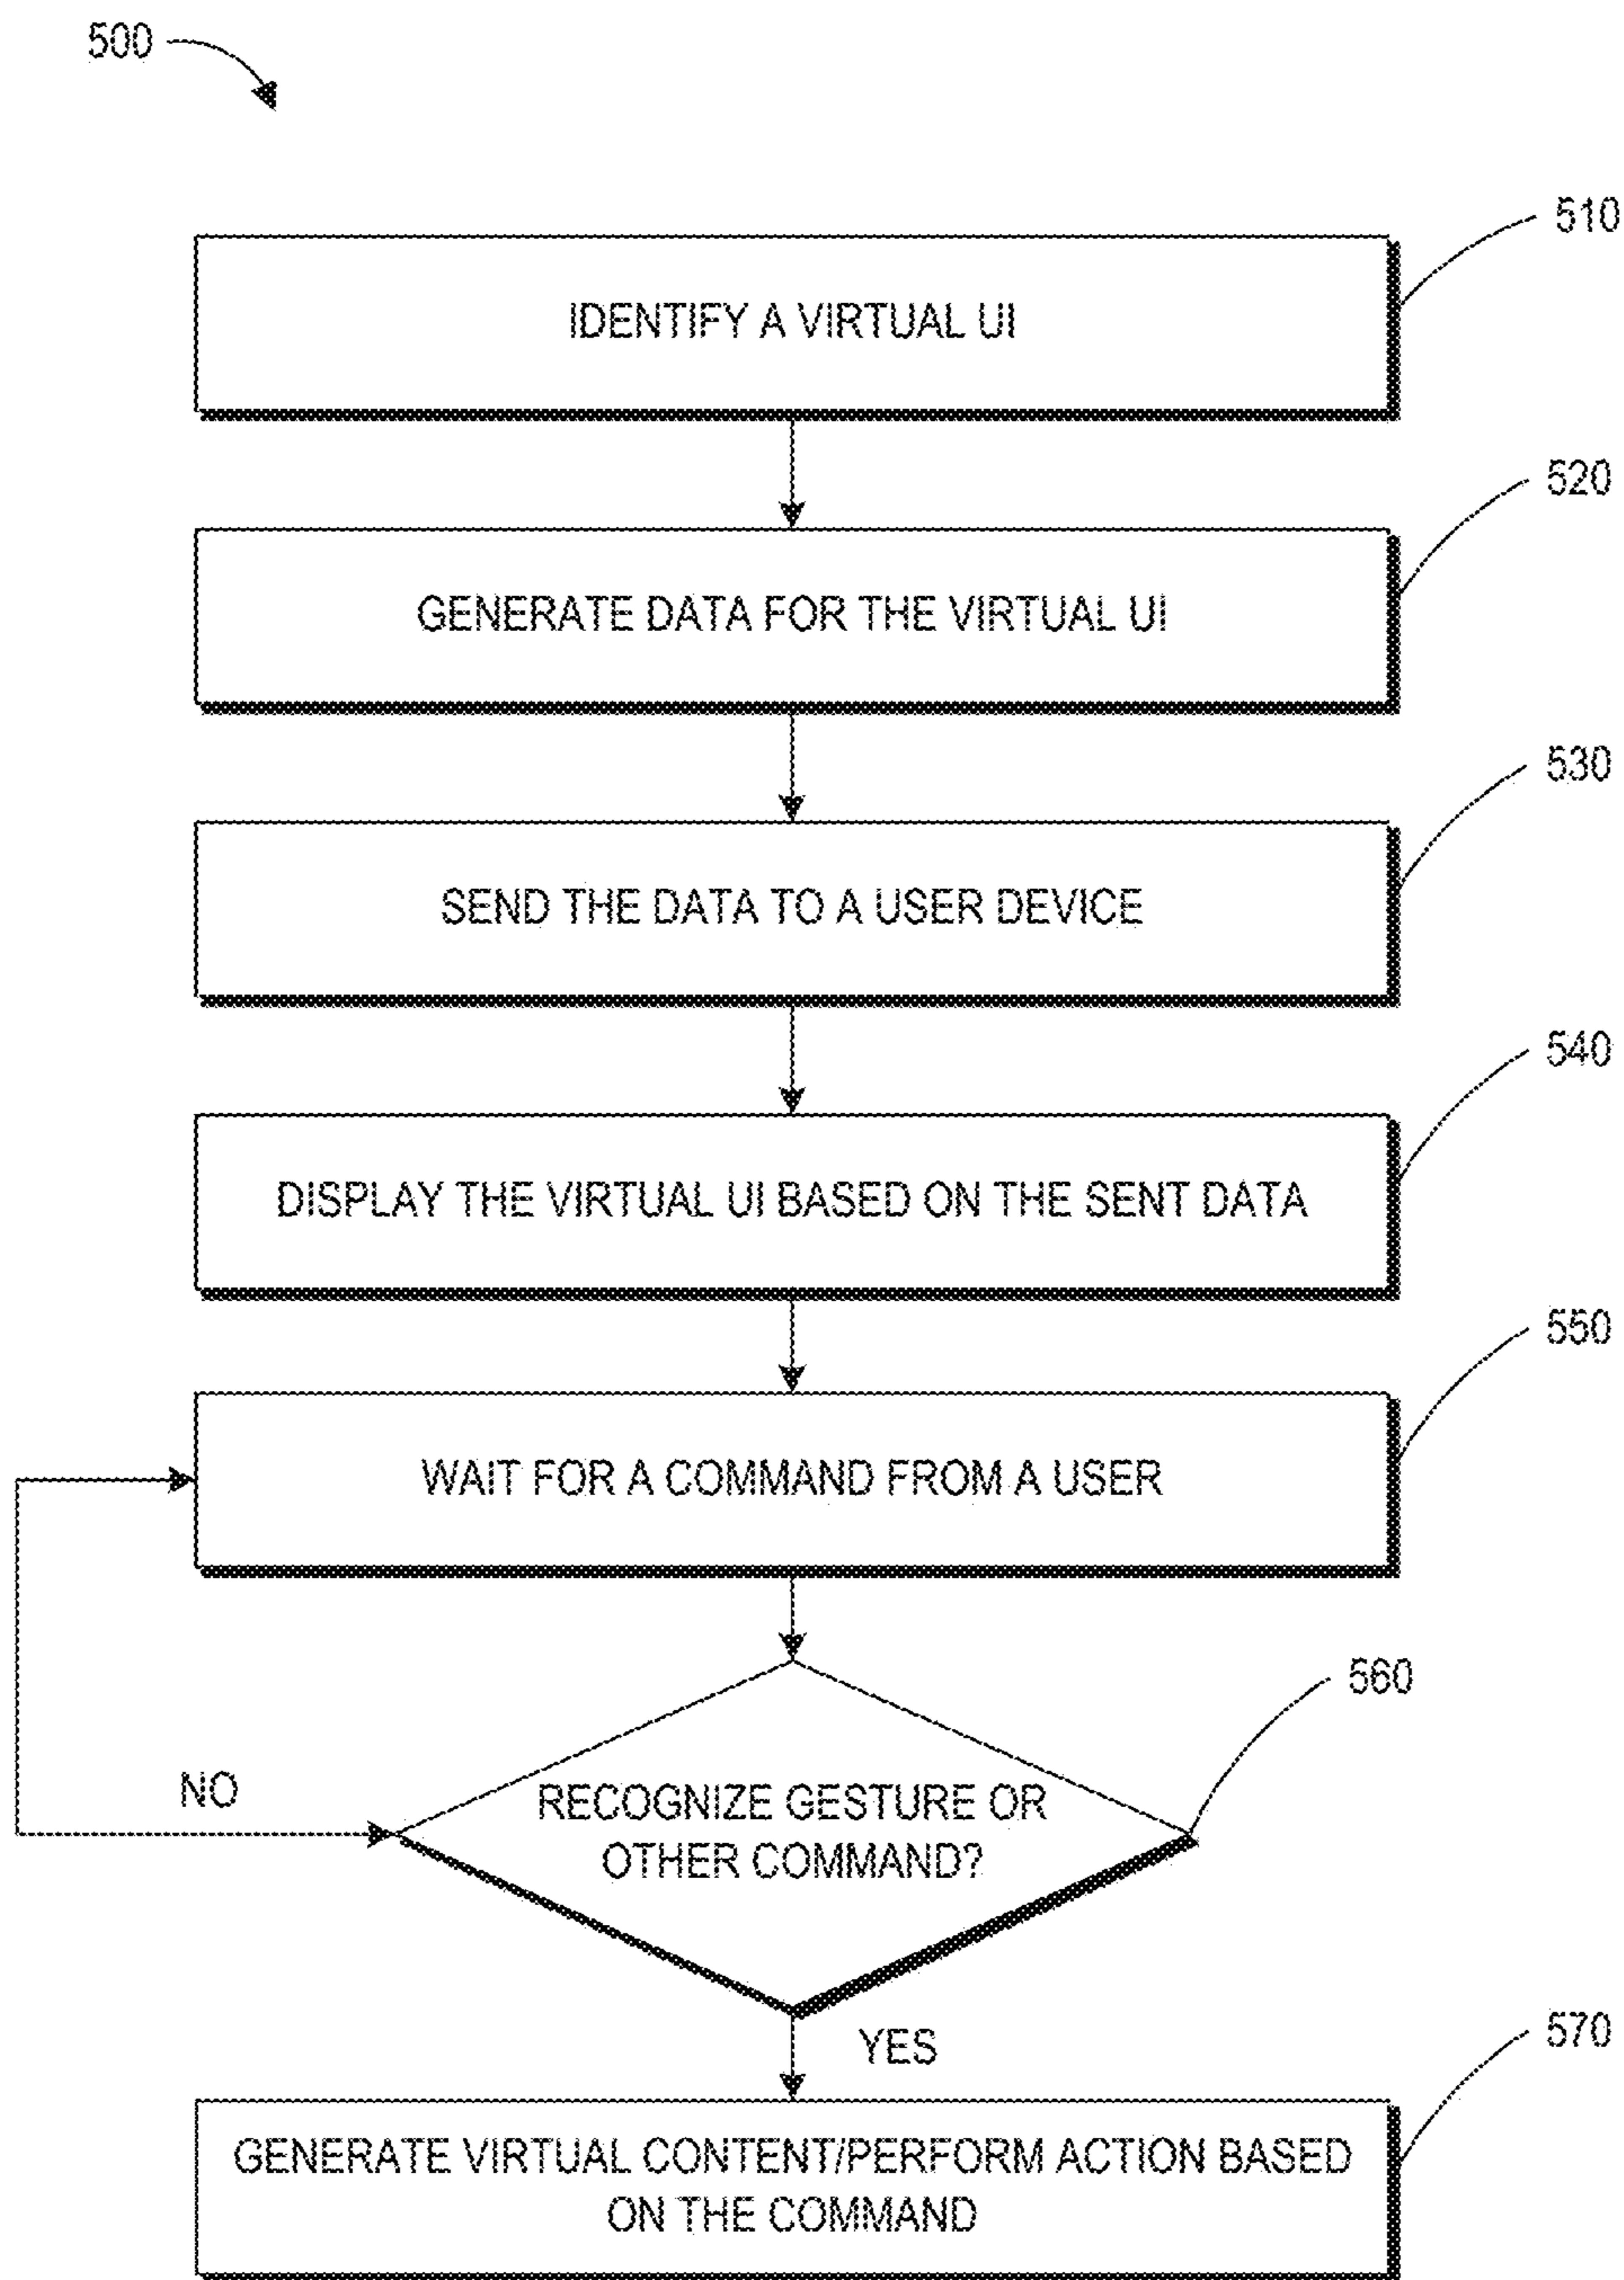 500
510
IDENTIFY A VIRTUAL UI
520
GENERATE DATA FOR THE VIRTUAL UI
530
SEND THE DATA TO A USER DEVICE
540
DISPLAY THE VIRTUAL UI BASED ON THE SENT DATA
550
WAIT FOR A COMMAND FROM A USER
560
NO
RECOGNIZE GESTURE OR
OTHER COMMAND?
YES
570
GENERATE VIRTUAL CONTENT/PERFORM ACTION BASED
ON THE COMMAND